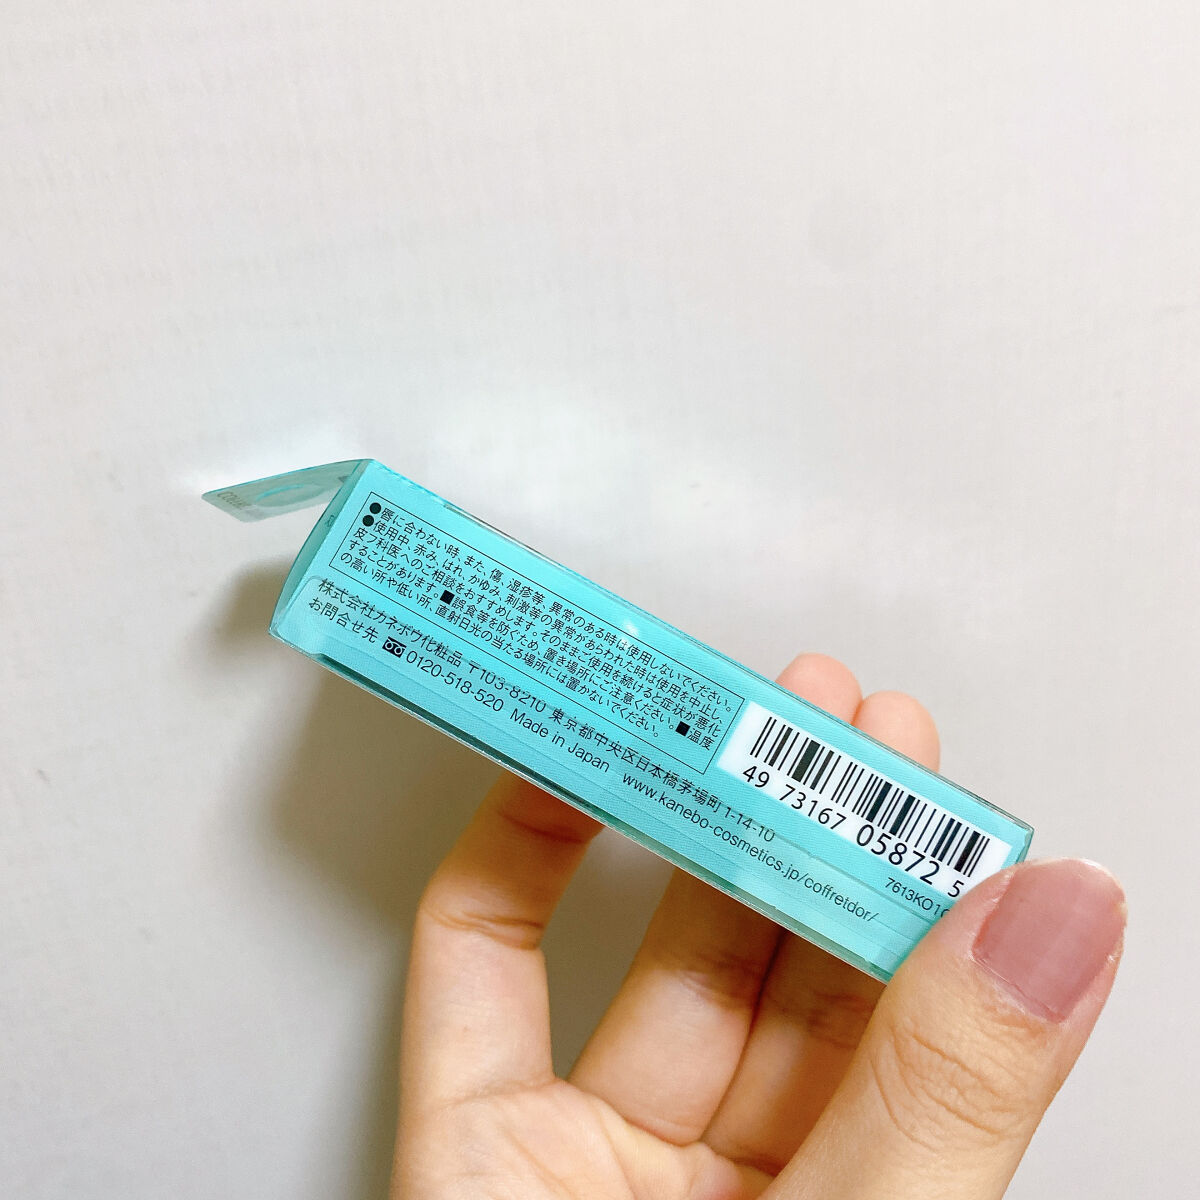 ●唇に合わない時、また、傷、湿疹等、異常のある時は使用しないでください。
●使用中、赤み、はれ、かゆみ、刺激等の異常があらわれた時は使用を中止し、
皮フ科医へのご相談をおすすめします。そのままご使用を続けると症状が悪化
することがあります。■誤食等を防ぐため、置き場所にご注意ください。■温度
の高い所や低い所、直射日光の当たる場所には置かないでください。
株式会社カネボウ化粧品 〒103-8210 東京都中央区日本橋茅場町1-14-10
お問合せ先 0120-518-520 Made in Japan www.kanebo-cosmetics.jp/coffretdor/
49 73167 05872 5
7613KO1